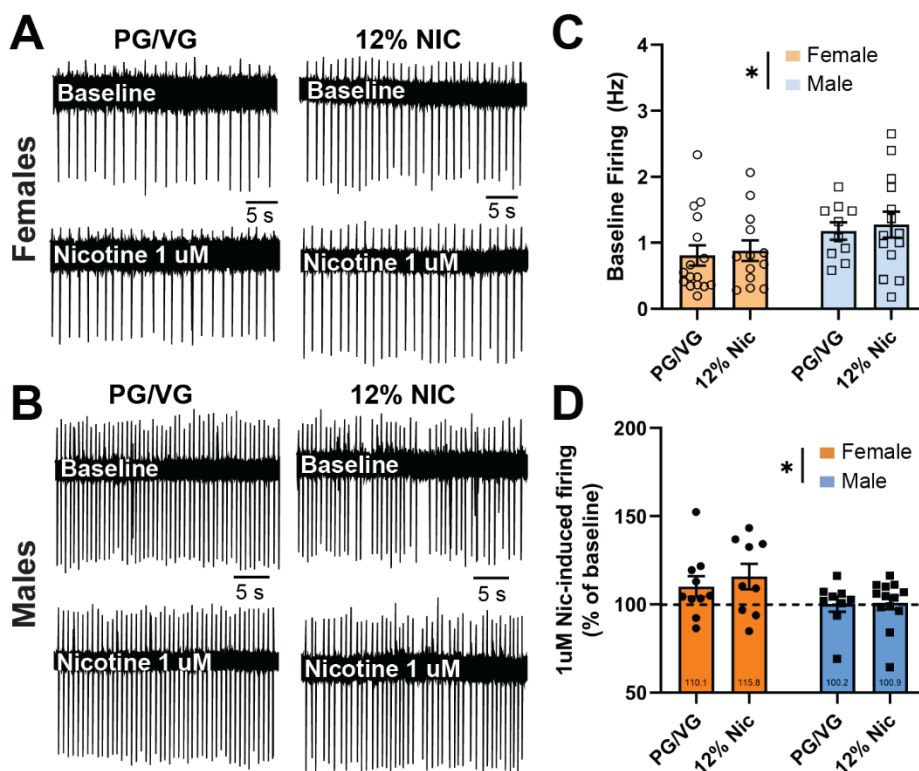 A
PG/VG
12% NIC
Females
Baseline
Baseline
5 s
5 s
Nicotine 1 uM
Nicotine 1 uM
B
PG/VG
12% NIC
Males
Baseline
Baseline
5 s
5 s
Nicotine 1 uM
Nicotine 1 uM
C
Baseline Firing (Hz)
4
3
2
1
0
* Female
Male
PG/VG
12% Nic
PG/VG
12% Nic
D
1uM Nic-induced firing
(% of baseline)
200
150
100
50
* Female
Male
110.1
115.8
100.2
100.9
PG/VG
12% Nic
PG/VG
12% Nic